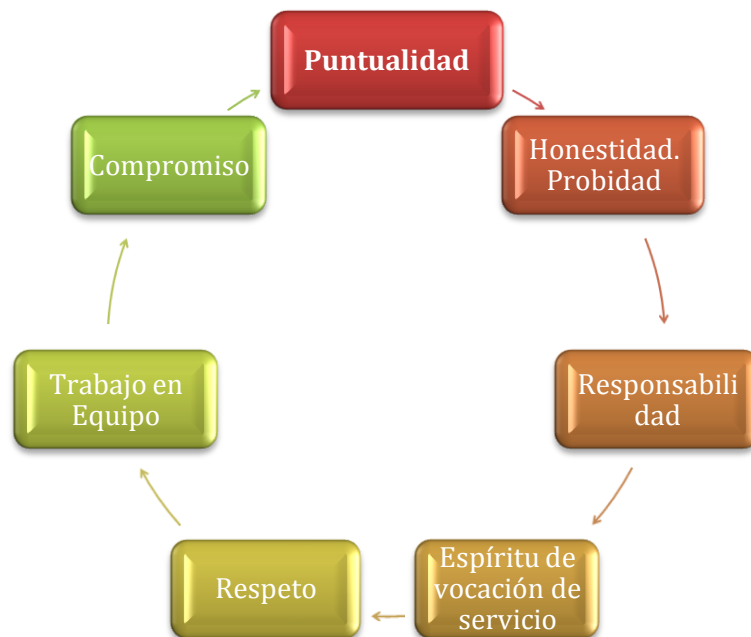 Puntualidad
Honestidad.
Probidad
Responsabili
dad
Espíritu de
vocación de
servicio
Respeto
Trabajo en
Equipo
Compromiso